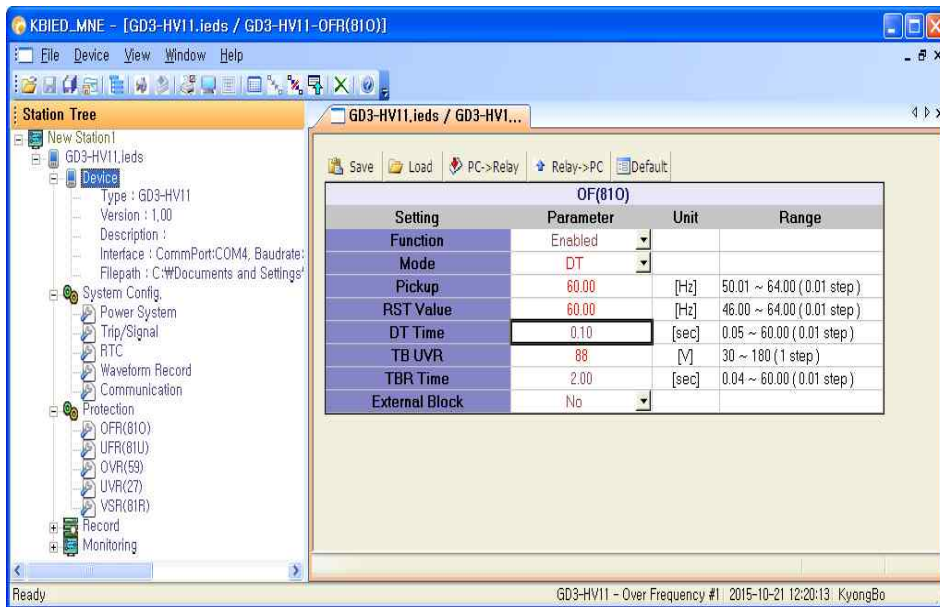 KBIED_MNE - [GD3-HV11.ieds / GD3-HV11-OFR(81O)]
File Device View Window Help
Station Tree
GD3-HV11.ieds / GD3-HV1...
New Station1
GD3-HV11.ieds
Device
Type : GD3-HV11
Version : 1.00
Description :
Interface : CommPort:COM4, Baudrate:
Filepath : C:₩Documents and Settings
System Config.
Power System
Trip/Signal
RTC
Waveform Record
Communication
Protection
OFR(81O)
UFR(81U)
OVR(59)
UVR(27)
VSR(81R)
Record
Monitoring
Save Load PC->Relay Relay->PC Default
OF(81O)
Setting Parameter Unit Range
Function Enabled
Mode DT
Pickup 60.00 [Hz] 50.01 ~ 64.00 ( 0.01 step )
RST Value 60.00 [Hz] 46.00 ~ 64.00 ( 0.01 step )
DT Time 0.10 [sec] 0.05 ~ 60.00 ( 0.01 step )
TB UVR 88 [V] 30 ~ 180 ( 1 step )
TBR Time 2.00 [sec] 0.04 ~ 60.00 ( 0.01 step )
External Block No
Ready
GD3-HV11 - Over Frequency #1 2015-10-21 12:20:13 KyongBo